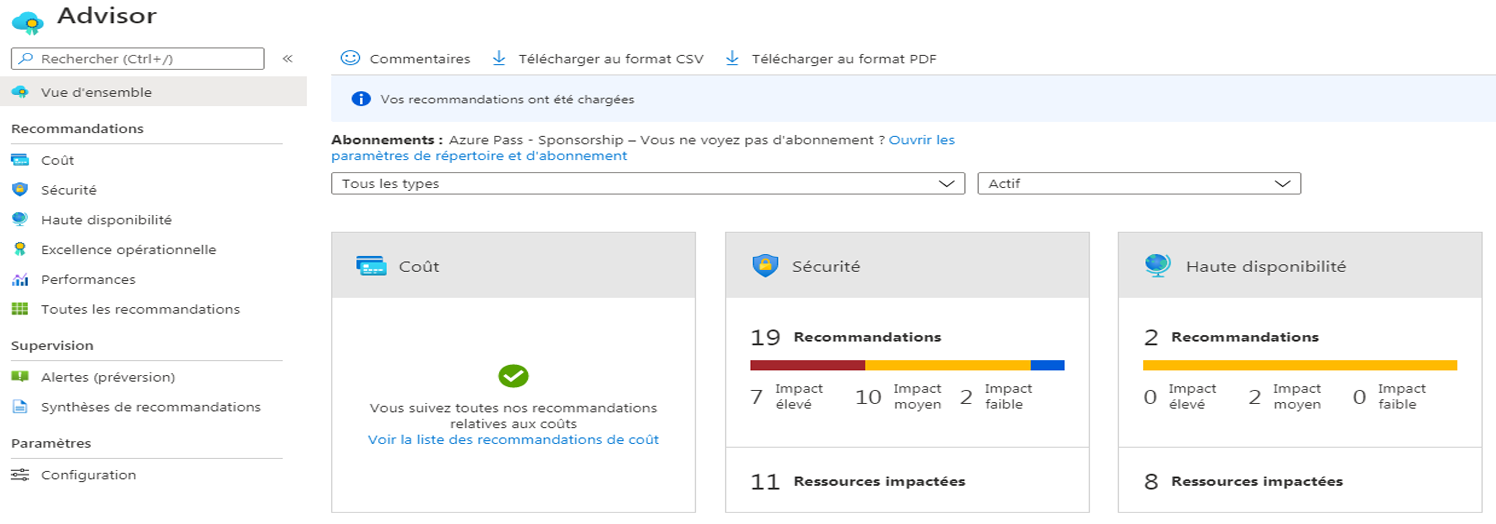 Advisor
Rechercher (Ctrl+/)
«
Vue d'ensemble
Recommandations
Coût
Sécurité
Haute disponibilité
Excellence opérationnelle
Performances
Toutes les recommandations
Supervision
Alertes (préversion)
Synthèses de recommandations
Paramètres
Configuration
Commentaires
Télécharger au format CSV
Télécharger au format PDF
Vos recommandations ont été chargées
Abonnements : Azure Pass - Sponsorship – Vous ne voyez pas d'abonnement ? Ouvrir les
paramètres de répertoire et d'abonnement
Tous les types
Actif
Coût
Vous suivez toutes nos recommandations
relatives aux coûts
Voir la liste des recommandations de coût
Sécurité
19 Recommandations
7 Impact
élevé
10 Impact
moyen
2 Impact
faible
11 Ressources impactées
Haute disponibilité
2 Recommandations
0 Impact
élevé
2 Impact
moyen
0 Impact
faible
8 Ressources impactées